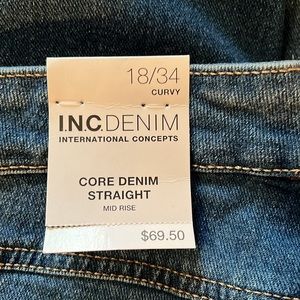 18/34
CURVY
I.N.C.DENIM
INTERNATIONAL CONCEPTS
CORE DENIM
STRAIGHT
MID RISE
$69.50